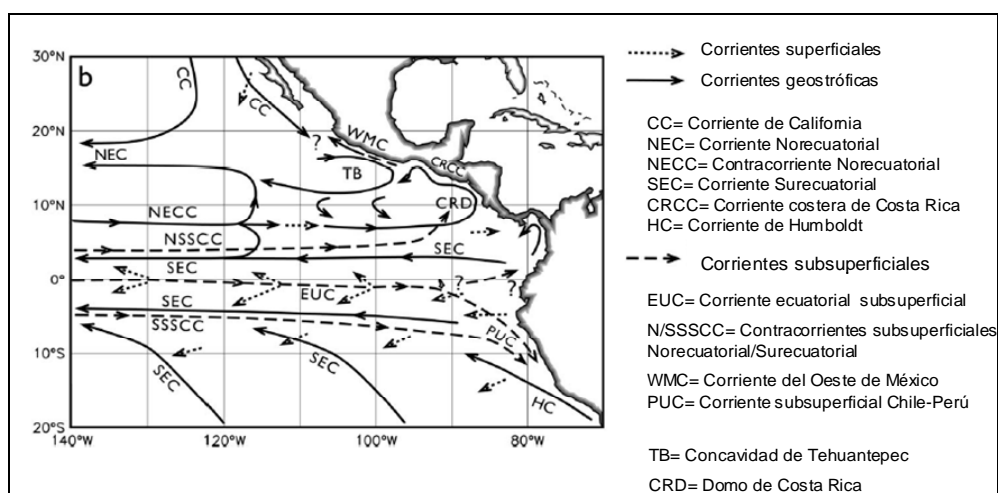 30°N
b
CC
CC
20°N
?
WMC
NEC
TB
CRCC
10°N
CRD
NECC
NSSCC
SEC
SEC
0°
?
EUC
?
SEC
SSSCC
PUC
10°S
SEC
SEC
HC
20°S
140°W
120°W
100°W
80°W
Corrientes superficiales
Corrientes geostróficas
CC= Corriente de California
NEC= Corriente Norecuatorial
NECC= Contracorriente Norecuatorial
SEC= Corriente Surecuatorial
CRCC= Corriente costera de Costa Rica
HC= Corriente de Humboldt
Corrientes subsuperficiales
EUC= Corriente ecuatorial subsuperficial
N/SSSCC= Contracorrientes subsuperficiales
Norecuatorial/Surecuatorial
WMC= Corriente del Oeste de México
PUC= Corriente subsuperficial Chile-Perú
TB= Concavidad de Tehuantepec
CRD= Domo de Costa Rica